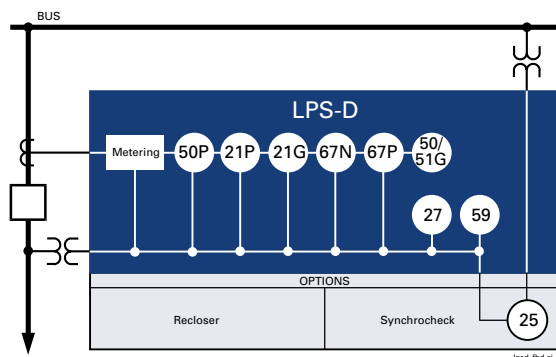 BUS
LPS-D
Metering
50P
21P
21G
67N
67P
50/
51G
27
59
OPTIONS
Recloser
Synchrocheck
25